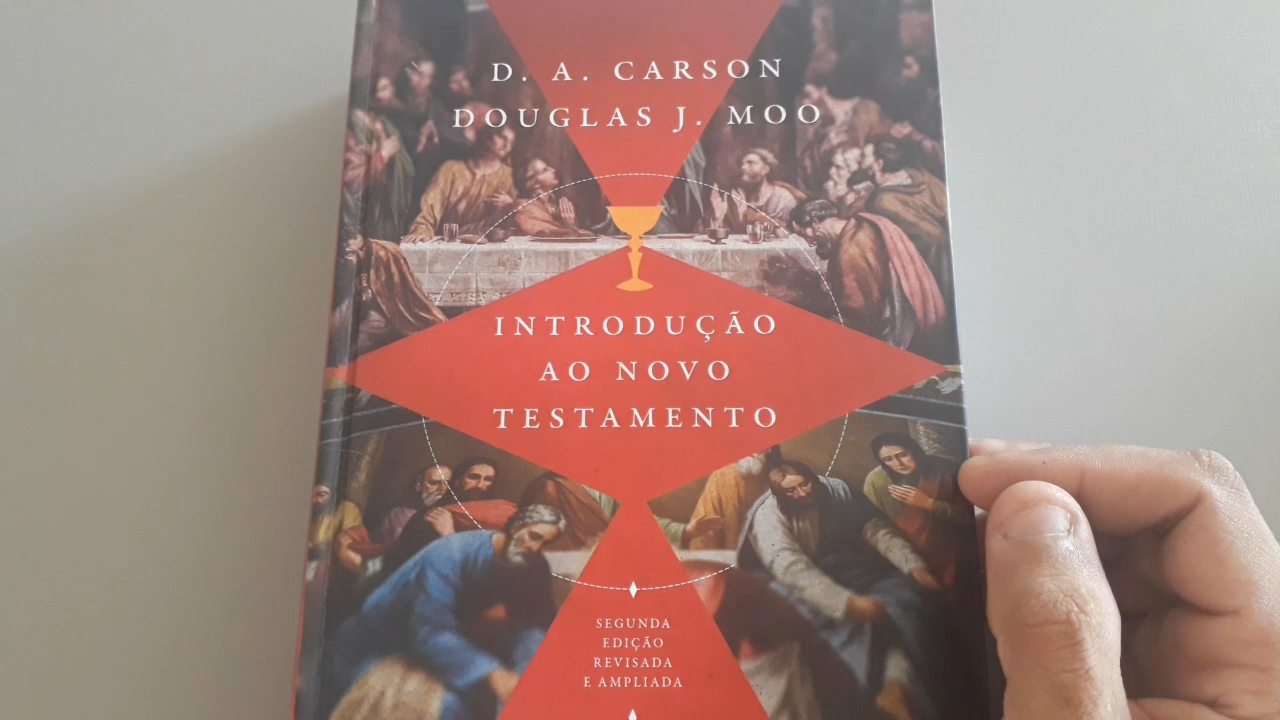 D. A. CARSON
DOUGLAS J. MOO
INTRODUÇÃO
AO NOVO
TESTAMENTO
SEGUNDA
EDIÇÃO
REVISADA
E AMPLIADA